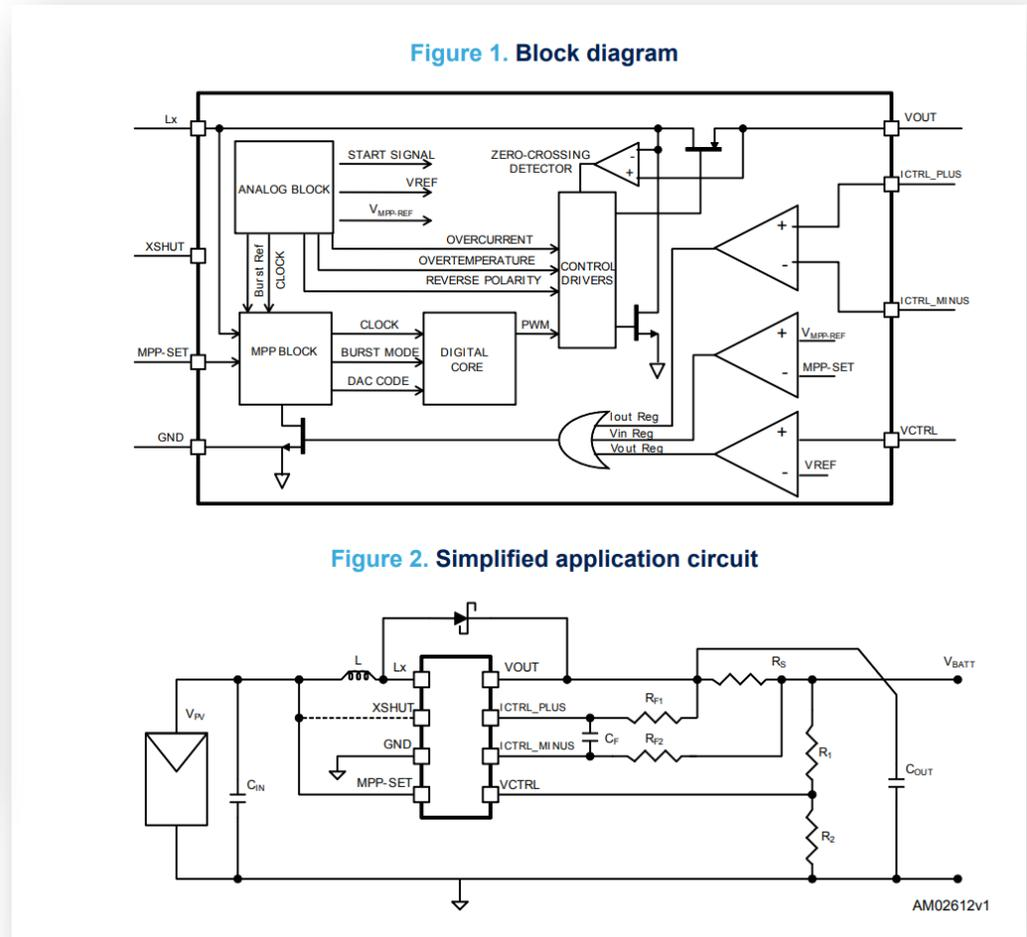 Figure 1. Block diagram
Lx
VOUT
START SIGNAL
ZERO-CROSSING
DETECTOR
-
+
ANALOG BLOCK
VREF
ICTRL_PLUS
VMPP-REF
+
XSHUT
OVERCURRENT
Burst Ref
CLOCK
OVERTEMPERATURE
CONTROL
DRIVERS
-
REVERSE POLARITY
ICTRL_MINUS
CLOCK
PWM
+
VMPP-REF
MPP-SET
MPP BLOCK
BURST MODE
DIGITAL
CORE
-
MPP-SET
DAC CODE
Iout Reg
GND
Vin Reg
+
VCTRL
Vout Reg
-
VREF
Figure 2. Simplified application circuit
L
Lx
VOUT
RS
VBATT
VPV
XSHUT
ICTRL_PLUS
RF1
GND
ICTRL_MINUS
CF
RF2
R1
CIN
MPP-SET
VCTRL
COUT
R2
AM02612v1